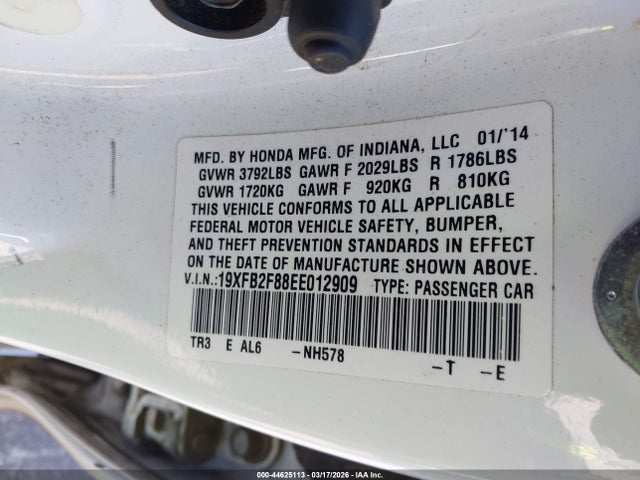 MFD. BY HONDA MFG. OF INDIANA, LLC 01/'14
GVWR 3792LBS GAWR F 2029LBS R 1786LBS
GVWR 1720KG GAWR F 920KG R 810KG
THIS VEHICLE CONFORMS TO ALL APPLICABLE
FEDERAL MOTOR VEHICLE SAFETY, BUMPER,
AND THEFT PREVENTION STANDARDS IN EFFECT
ON THE DATE OF MANUFACTURE SHOWN ABOVE.
V.I.N.:19XFB2F88EE012909 TYPE: PASSENGER CAR
TR3 E AL6 -NH578 -T -E
000-44625113 - 03/17/2026 - IAA Inc.